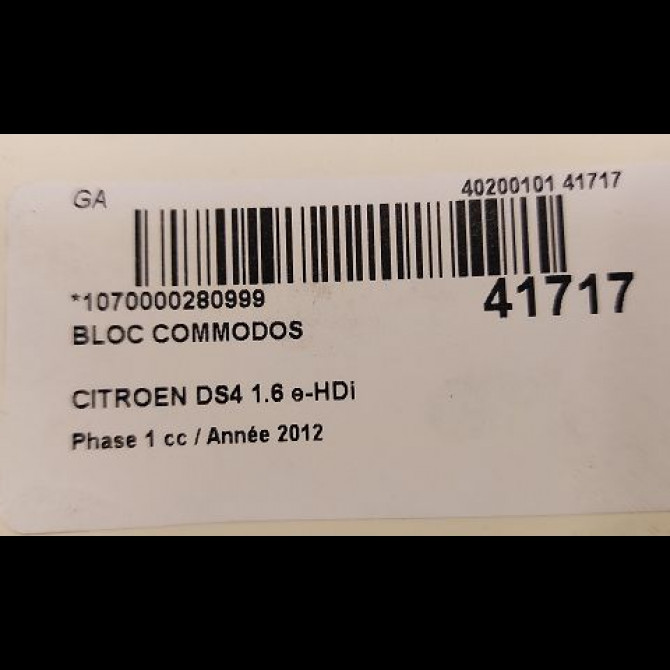 GA
40200101 41717
*1070000280999
41717
BLOC COMMODOS
CITROEN DS4 1.6 e-HDi
Phase 1 cc / Année 2012